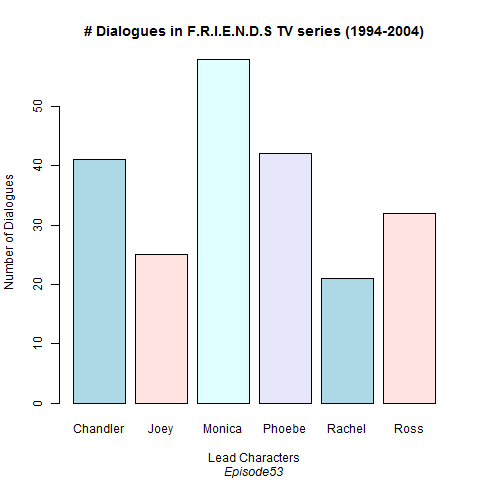 # Dialogues in F.R.I.E.N.D.S TV series (1994-2004)
Number of Dialogues
50
40
30
20
10
0
Chandler Joey Monica Phoebe Rachel Ross
Lead Characters
Episode53